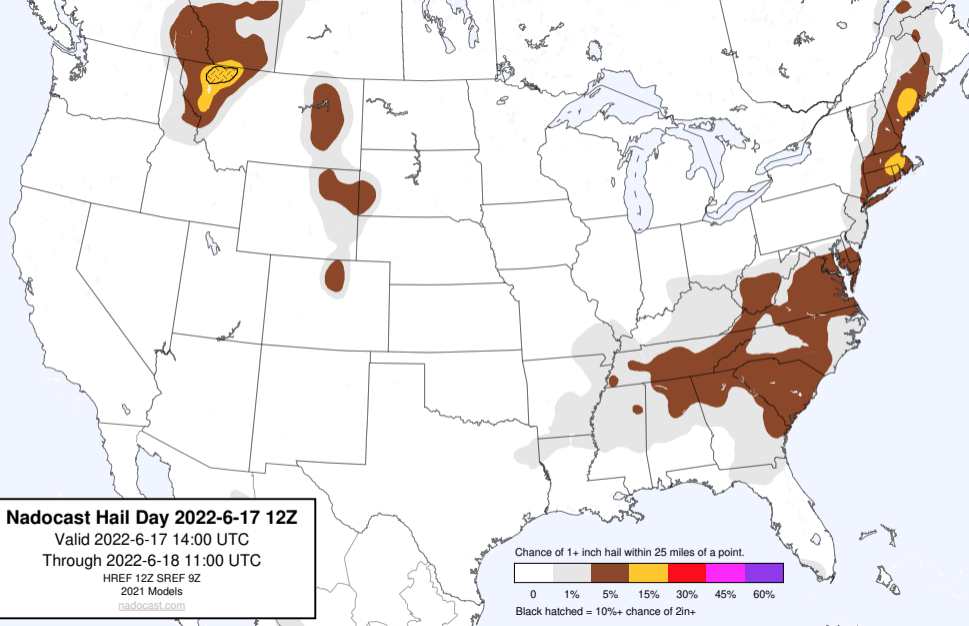 Nadocast Hail Day 2022-6-17 12Z
Valid 2022-6-17 14:00 UTC
Through 2022-6-18 11:00 UTC
HREF 12Z SREF 9Z
2021 Models
nadocast.com
Chance of 1+ inch hail within 25 miles of a point.
0 1% 5% 15% 30% 45% 60%
Black hatched = 10%+ chance of 2in+